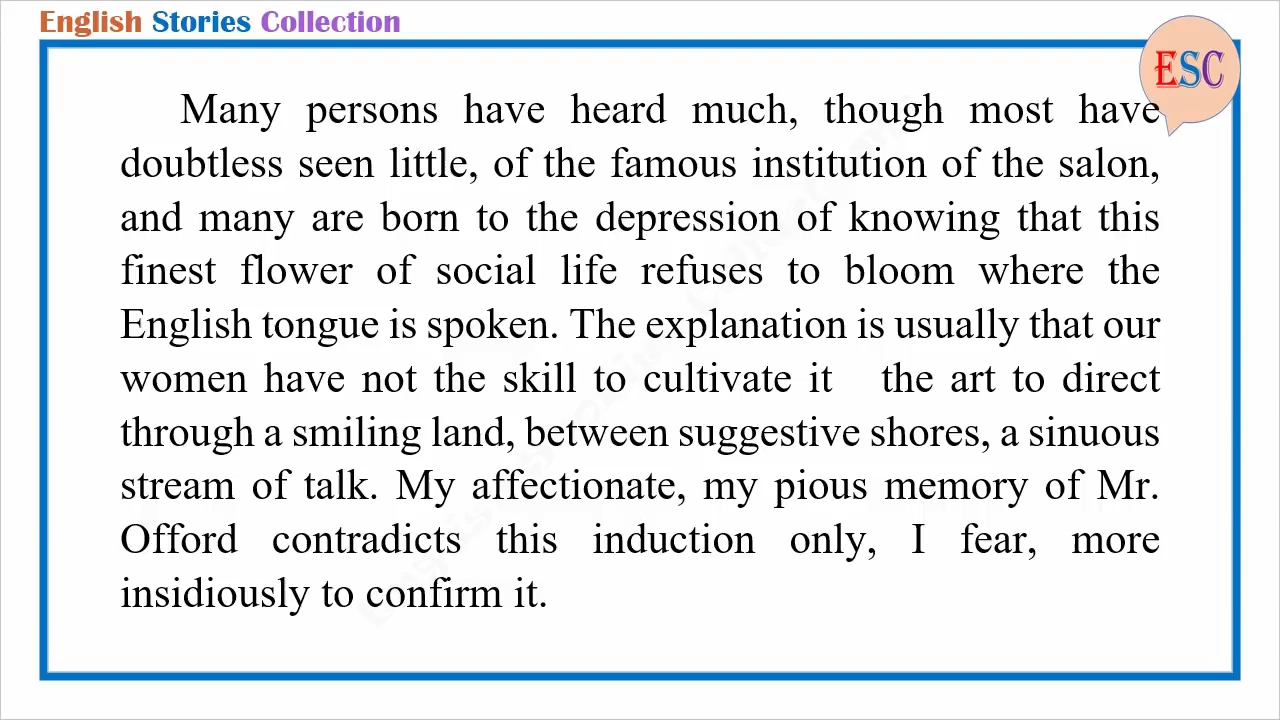 English Stories Collection
ESC
Many persons have heard much, though most have
doubtless seen little, of the famous institution of the salon,
and many are born to the depression of knowing that this
finest flower of social life refuses to bloom where the
English tongue is spoken. The explanation is usually that our
women have not the skill to cultivate it the art to direct
through a smiling land, between suggestive shores, a sinuous
stream of talk. My affectionate, my pious memory of Mr.
Offord contradicts this induction only, I fear, more
insidiously to confirm it.